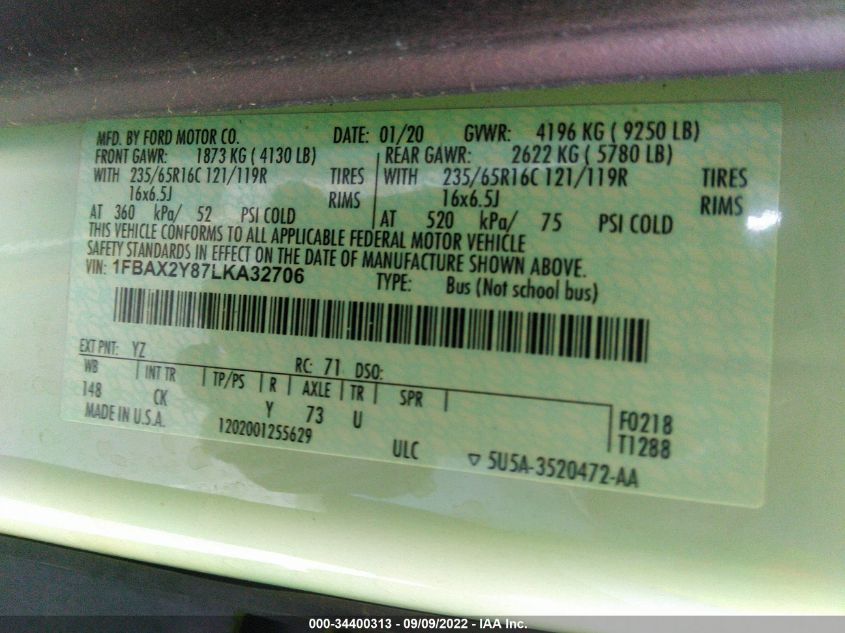 MFD. BY FORD MOTOR CO. DATE: 01/20 GVWR: 4196 KG ( 9250 LB)
FRONT GAWR: 1873 KG ( 4130 LB) REAR GAWR: 2622 KG ( 5780 LB)
WITH 235/65R16C 121/119R TIRES WITH 235/65R16C 121/119R TIRES
16x6.5J RIMS 16x6.5J RIMS
AT 360 kPa/ 52 PSI COLD AT 520 kPa/ 75 PSI COLD
THIS VEHICLE CONFORMS TO ALL APPLICABLE FEDERAL MOTOR VEHICLE
SAFETY STANDARDS IN EFFECT ON THE DATE OF MANUFACTURE SHOWN ABOVE.
VIN: 1FBAX2Y87LKA32706 TYPE: Bus (Not school bus)
EXT PNT: YZ RC: 71 DSO:
WB INT TR TP/PS R AXLE TR SPR
148 CK Y 73 U F0218
MADE IN U.S.A. 1202001255629 T1288
ULC ▽ 5U5A-3520472-AA
000-34400313 - 09/09/2022 - IAA Inc.